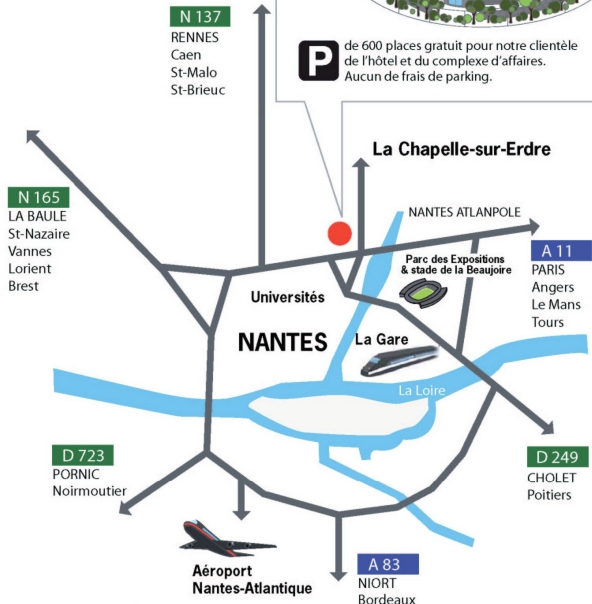 N 137
RENNES
Caen
St-Malo
St-Brieuc
P
de 600 places gratuit pour notre clientèle
de l'hôtel et du complexe d'affaires.
Aucun de frais de parking.
La Chapelle-sur-Erdre
N 165
LA BAULE
St-Nazaire
Vannes
Lorient
Brest
NANTES ATLANPOLE
A 11
PARIS
Angers
Le Mans
Tours
Parc des Expositions
& stade de la Beaujoire
Universités
NANTES
La Gare
La Loire
D 723
PORNIC
Noirmoutier
D 249
CHOLET
Poitiers
Aéroport
Nantes-Atlantique
A 83
NIORT
Bordeaux